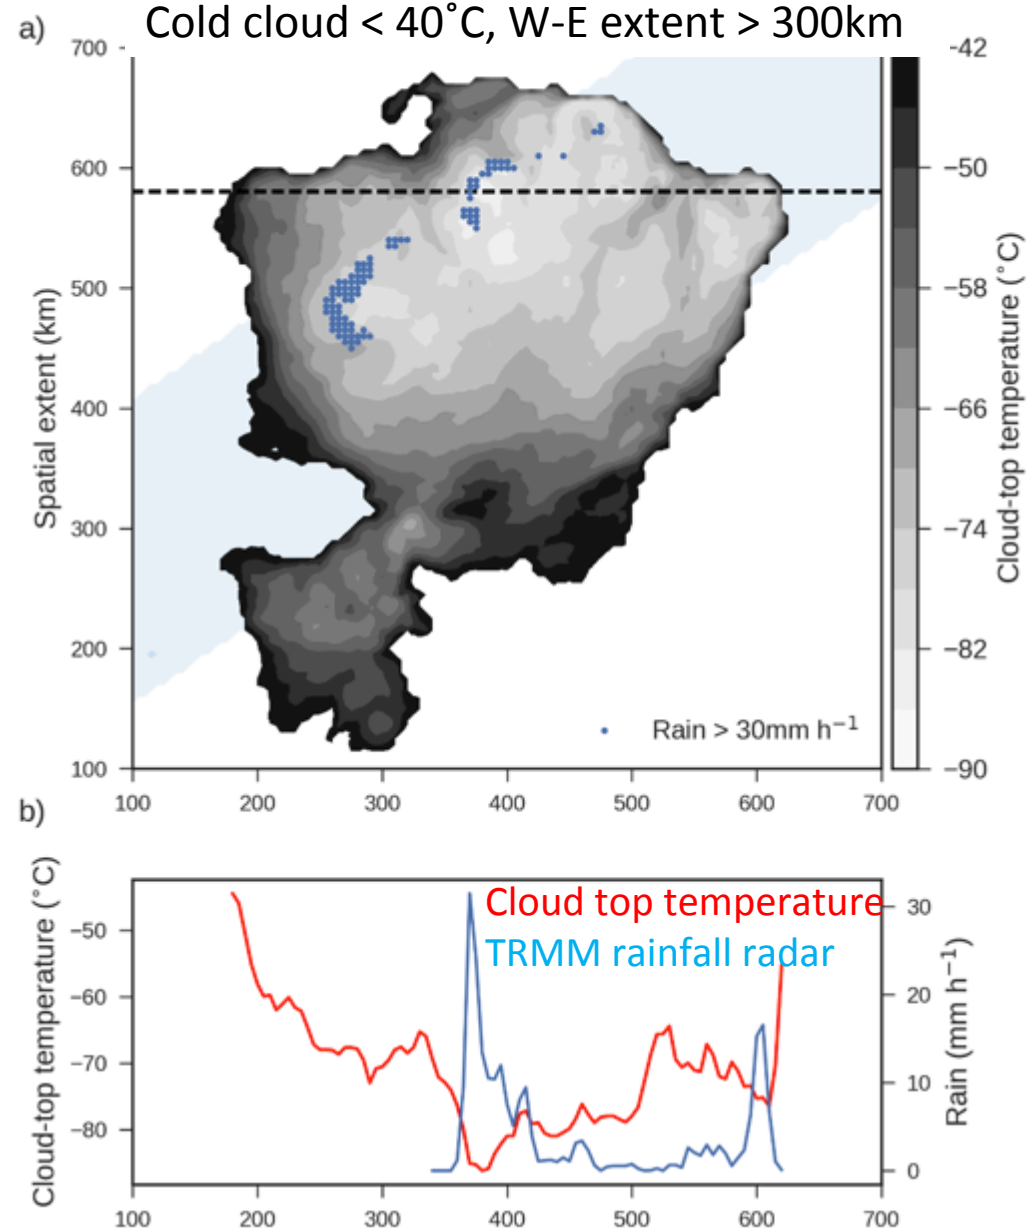 a)
Cold cloud < 40˚C, W-E extent > 300km
700
600
500
400
300
200
100
Spatial extent (km)
100 200 300 400 500 600 700
Rain > 30mm h⁻¹
-42
−50
−58
−66
−74
−82
−90
Cloud-top temperature (˚C)
b)
Cloud top temperature
TRMM rainfall radar
Cloud-top temperature (˚C)
−50
−60
−70
−80
30
20
10
0
Rain (mm h⁻¹)
100 200 300 400 500 600 700